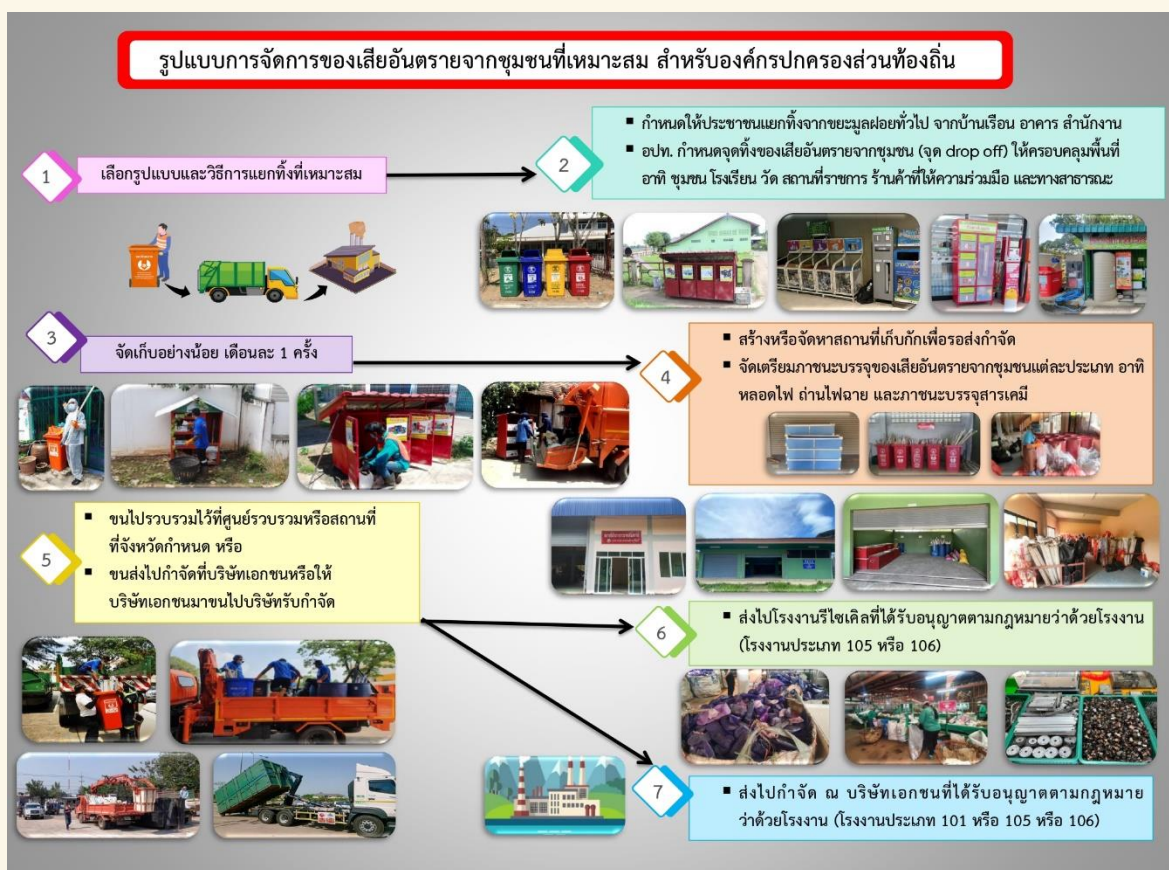 รูปแบบการจัดการของเสียอันตรายจากชุมชนที่เหมาะสม สำหรับองค์กรปกครองส่วนท้องถิ่น
1
เลือกรูปแบบและวิธีการแยกทิ้งที่เหมาะสม
2
▪ กำหนดให้ประชาชนแยกทิ้งจากขยะมูลฝอยทั่วไป จากบ้านเรือน อาคาร สำนักงาน
▪ อปท. กำหนดจุดทิ้งของเสียอันตรายจากชุมชน (จุด drop off) ให้ครอบคลุมพื้นที่
อาทิ ชุมชน โรงเรียน วัด สถานที่ราชการ ร้านค้าที่ให้ความร่วมมือ และทางสาธารณะ
3
จัดเก็บอย่างน้อย เดือนละ 1 ครั้ง
4
▪ สร้างหรือจัดหาสถานที่เก็บกักเพื่อรอส่งกำจัด
▪ จัดเตรียมภาชนะบรรจุของเสียอันตรายจากชุมชนแต่ละประเภท อาทิ
หลอดไฟ ถ่านไฟฉาย และภาชนะบรรจุสารเคมี
5
▪ ขนไปรวบรวมไว้ที่ศูนย์รวบรวมหรือสถานที่
ที่จังหวัดกำหนด หรือ
▪ ขนส่งไปกำจัดที่บริษัทเอกชนหรือให้
บริษัทเอกชนมาขนไปบริษัทรับกำจัด
6
▪ ส่งไปโรงงานรีไซเคิลที่ได้รับอนุญาตตามกฎหมายว่าด้วยโรงงาน
(โรงงานประเภท 105 หรือ 106)
7
▪ ส่งไปกำจัด ณ บริษัทเอกชนที่ได้รับอนุญาตตามกฎหมาย
ว่าด้วยโรงงาน (โรงงานประเภท 101 หรือ 105 หรือ 106)